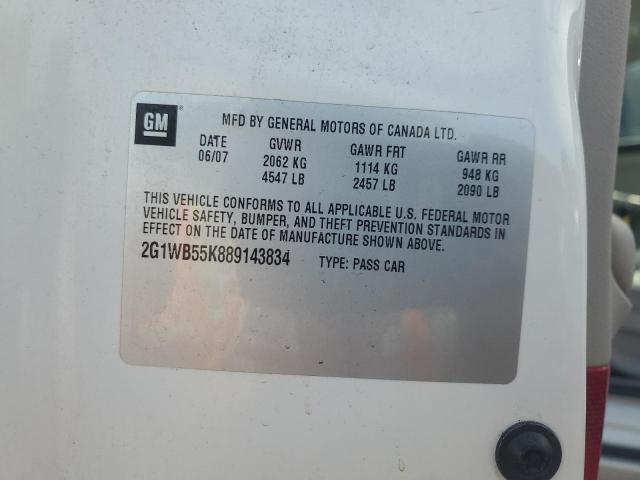 GM ®
MFD BY GENERAL MOTORS OF CANADA LTD.
DATE GVWR GAWR FRT GAWR RR
06/07 2062 KG 1114 KG 948 KG
4547 LB 2457 LB 2090 LB
THIS VEHICLE CONFORMS TO ALL APPLICABLE U.S. FEDERAL MOTOR
VEHICLE SAFETY, BUMPER, AND THEFT PREVENTION STANDARDS IN
EFFECT ON THE DATE OF MANUFACTURE SHOWN ABOVE.
2G1WB55K889143834 TYPE: PASS CAR